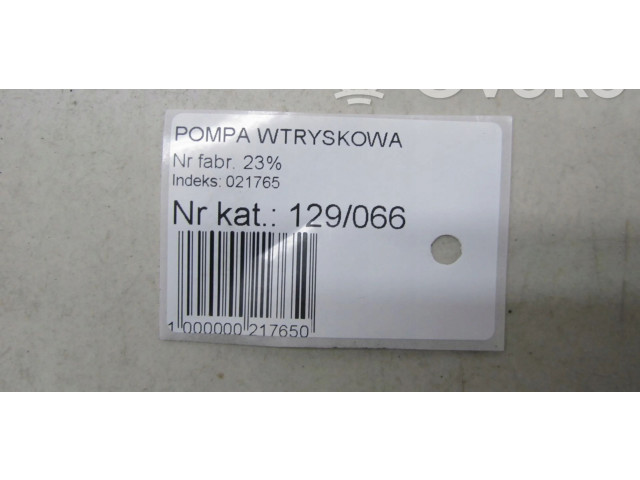 POMPA WTRYSKOWA
Nr fabr. 23%
Indeks: 021765
Nr kat.: 129/066
1 000000 217650